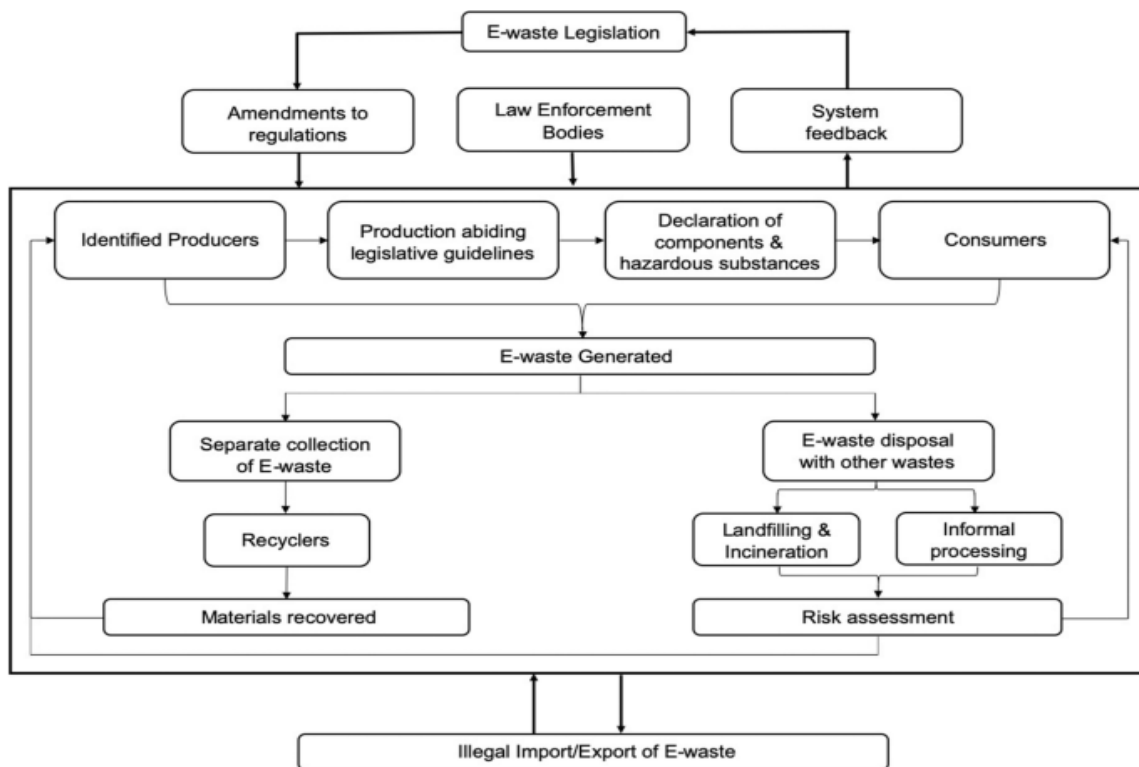 E-waste Legislation
Amendments to
regulations
Law Enforcement
Bodies
System
feedback
Identified Producers
Production abiding
legislative guidelines
Declaration of
components &
hazardous substances
Consumers
E-waste Generated
Separate collection
of E-waste
E-waste disposal
with other wastes
Recyclers
Landfilling &
Incineration
Informal
processing
Materials recovered
Risk assessment
Illegal Import/Export of E-waste